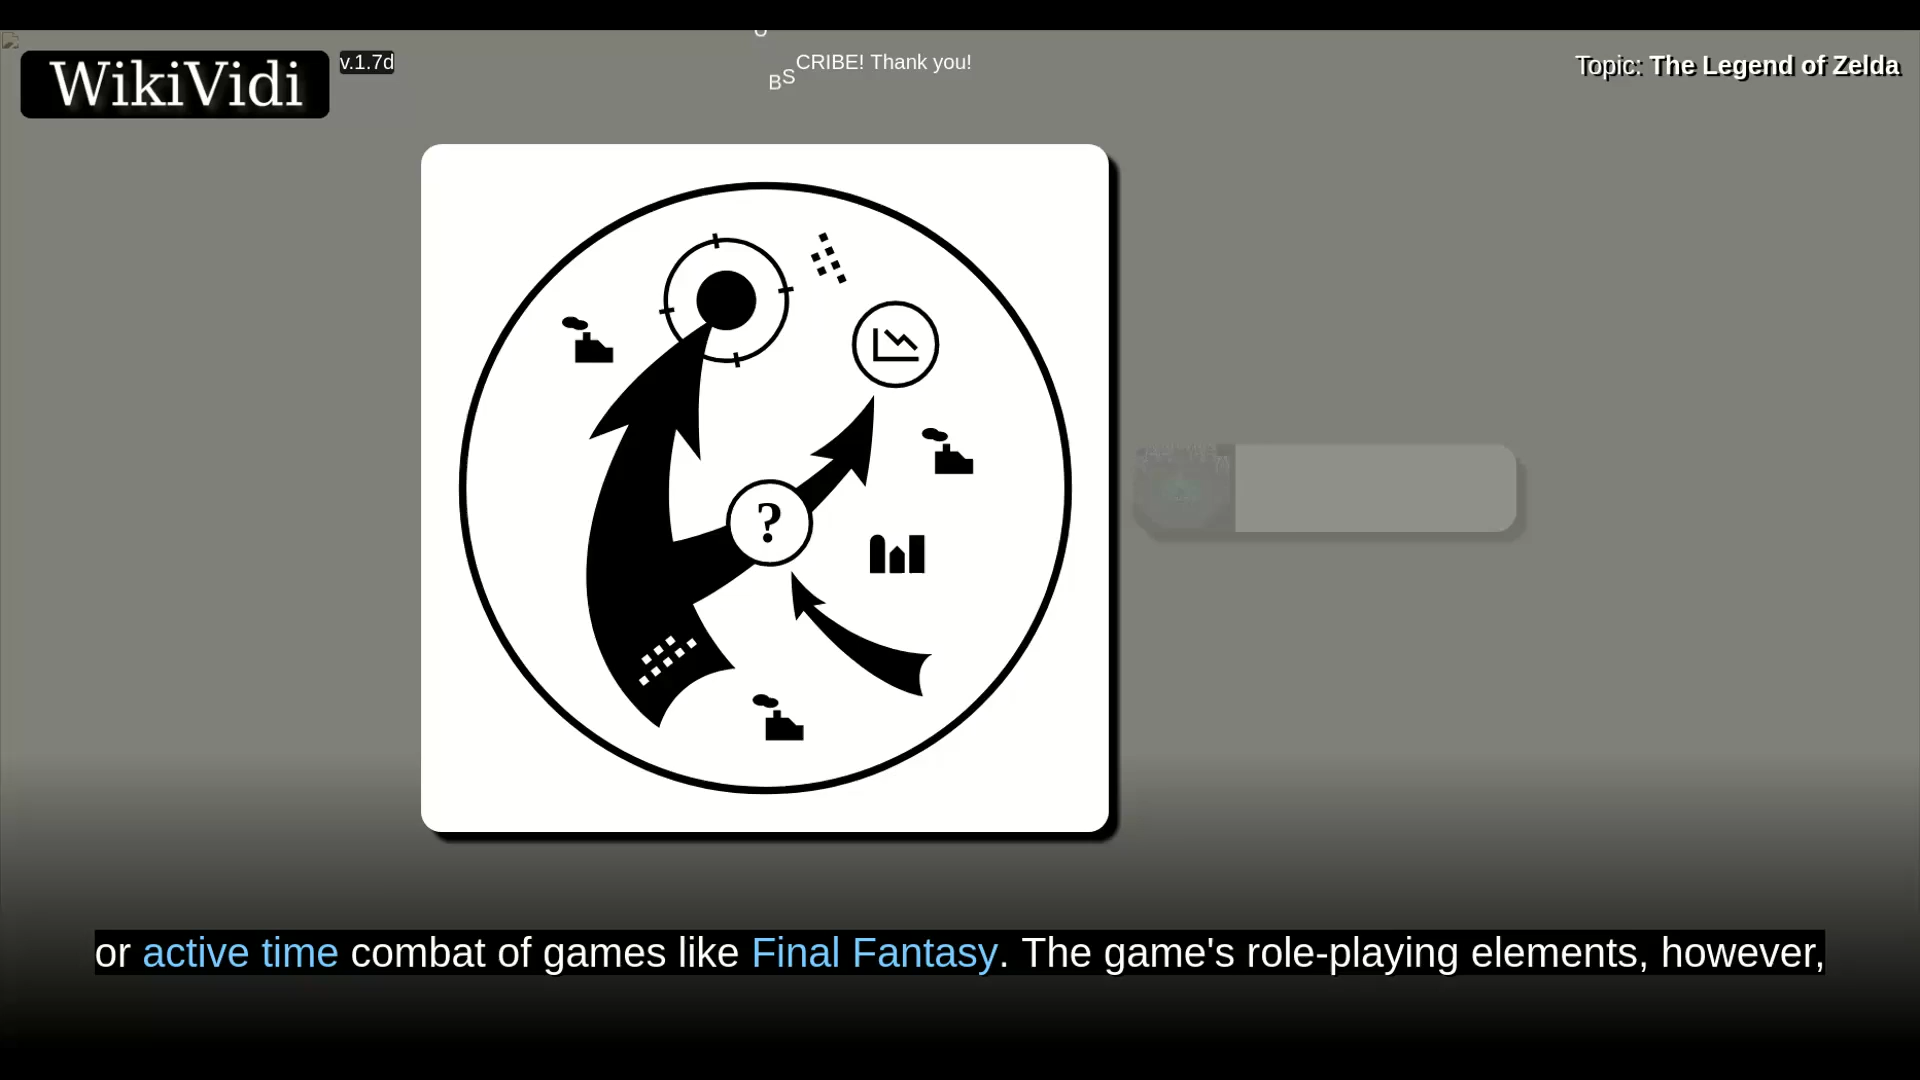 WikiVidi
v.1.7d
BSCRIBE! Thank you!
Topic: The Legend of Zelda
?
or active time combat of games like Final Fantasy. The game's role-playing elements, however,